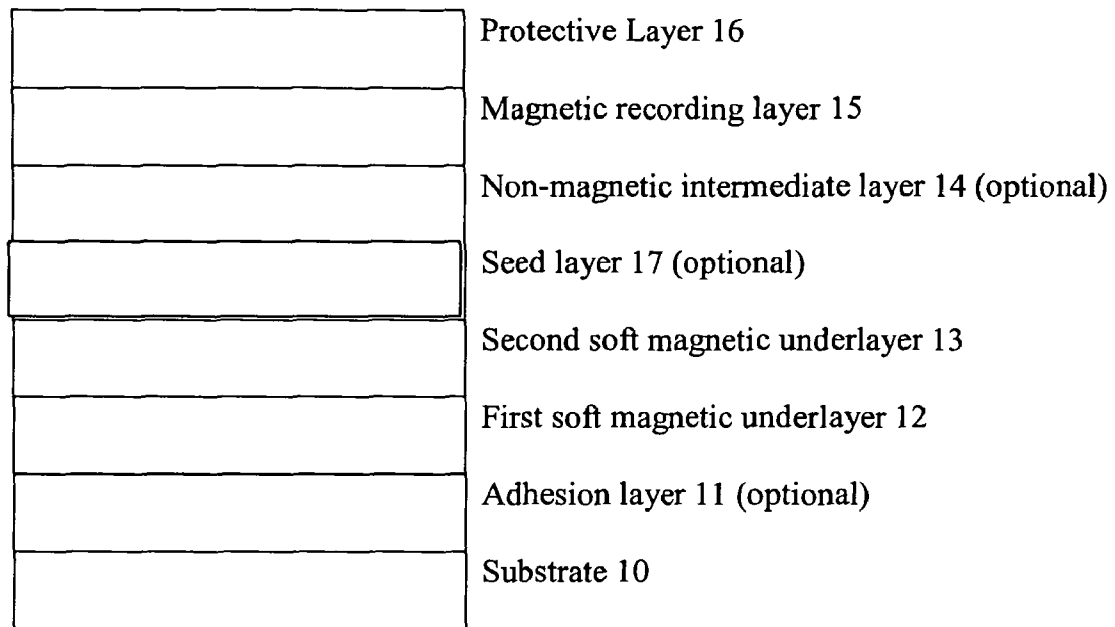 Protective Layer 16
Magnetic recording layer 15
Non-magnetic intermediate layer 14 (optional)
Seed layer 17 (optional)
Second soft magnetic underlayer 13
First soft magnetic underlayer 12
Adhesion layer 11 (optional)
Substrate 10